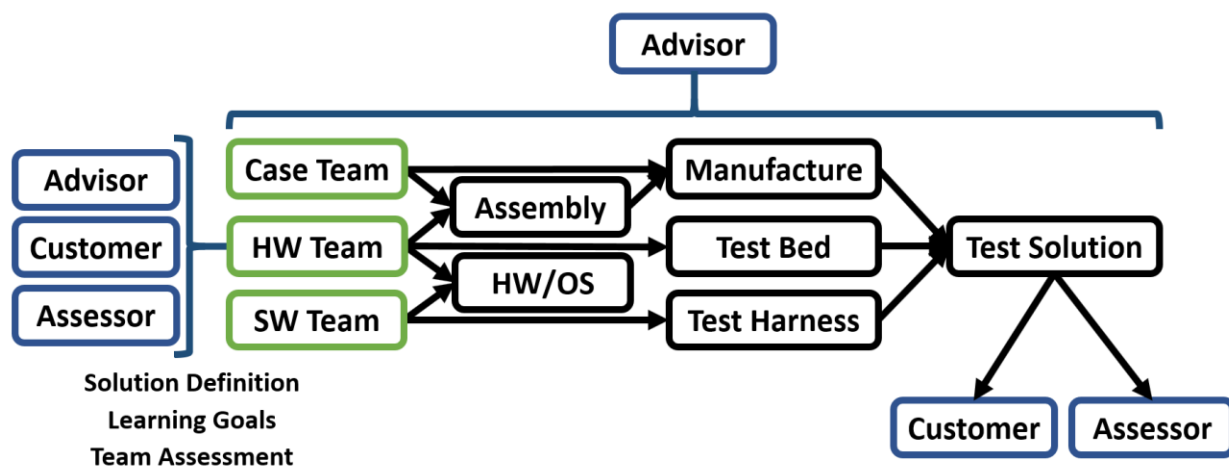 Advisor
Case Team
Manufacture
Advisor
Assembly
Customer
HW Team
Test Bed
Test Solution
HW/OS
Assessor
SW Team
Test Harness
Solution Definition
Learning Goals
Team Assessment
Customer
Assessor